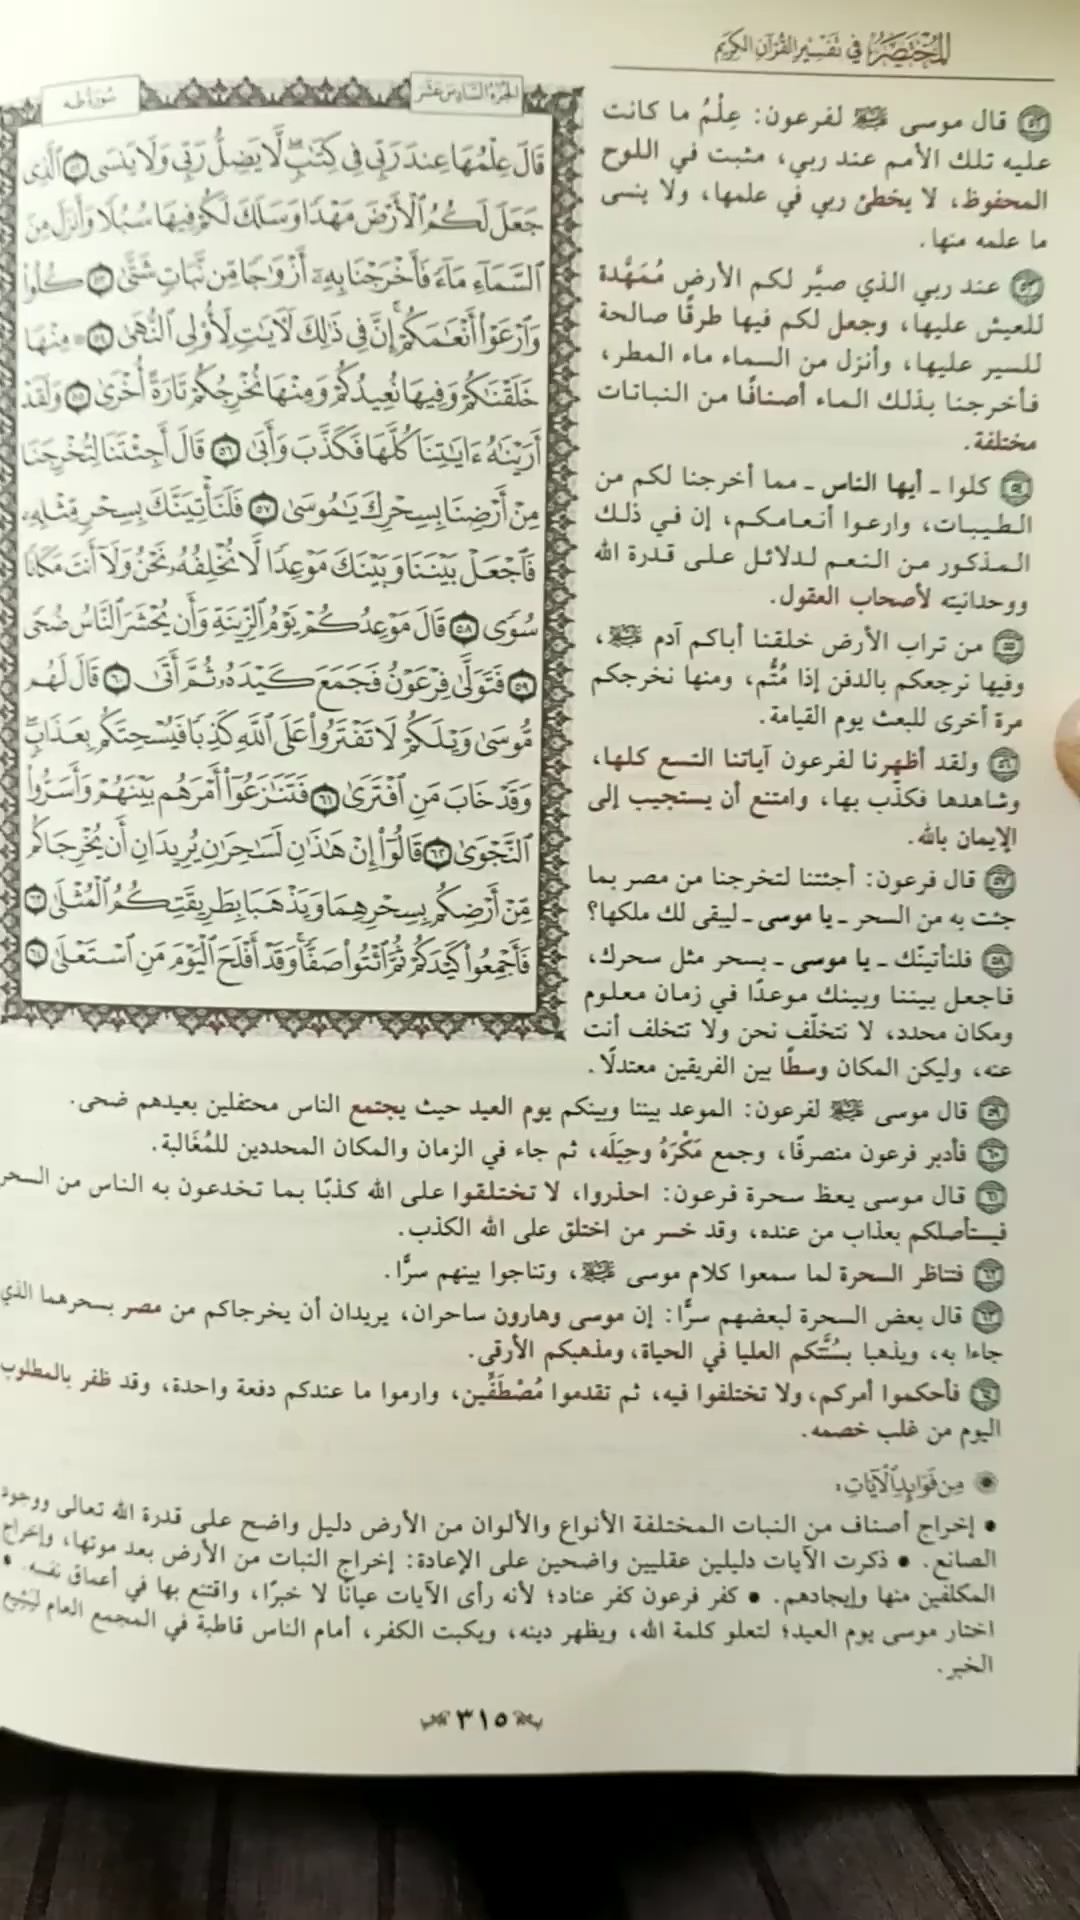 المختصر في تفسير القرآن الكريم
الجزء السادس عشر
سورة طه
قَالَ عِلْمُهَا عِندَ رَبِّي فِي كِتَٰبٖۖ لَّا يَضِلُّ رَبِّي وَلَا يَنسَى ٥٢ ٱلَّذِي
جَعَلَ لَكُمُ ٱلْأَرْضَ مَهْدٗا وَسَلَكَ لَكُمْ فِيهَا سُبُلٗا وَأَنزَلَ مِنَ
ٱلسَّمَآءِ مَآءٗ فَأَخْرَجْنَا بِهِۦٓ أَزْوَٰجٗا مِّن نَّبَاتٖ شَتَّىٰ ٥٣ كُلُوا۟
وَٱرْعَوْا۟ أَنْعَٰمَكُمْۚ إِنَّ فِي ذَٰلِكَ لَأٓيَٰتٖ لِّأُو۟لِي ٱلنُّهَىٰ ٥٤ ۞ مِنْهَا
خَلَقْنَٰكُمْ وَفِيهَا نُعِيدُكُمْ وَمِنْهَا نُخْرِجُكُمْ تَارَةً أُخْرَىٰ ٥٥ وَلَقَدْ
أَرَيْنَٰهُ ءَايَٰتِنَا كُلَّهَا فَكَذَّبَ وَأَبَىٰ ٥٦ قَالَ أَجِئْتَنَا لِتُخْرِجَنَا
مِنْ أَرْضِنَا بِسِحْرِكَ يَٰمُوسَىٰ ٥٧ فَلَنَأْتِيَنَّكَ بِسِحْرٖ مِّثْلِهِۦ
فَٱجْعَلْ بَيْنَنَا وَبَيْنَكَ مَوْعِدٗا لَّا نُخْلِفُهُۥ نَحْنُ وَلَآ أَنتَ مَكَانٗا
سُوٗى ٥٨ قَالَ مَوْعِدُكُمْ يَوْمُ ٱلزِّينَةِ وَأَن يُحْشَرَ ٱلنَّاسُ ضُحٗى
٥٩ فَتَوَلَّىٰ فِرْعَوْنُ فَجَمَعَ كَيْدَهُۥ ثُمَّ أَتَىٰ ٦٠ قَالَ لَهُم
مُّوسَىٰ وَيْلَكُمْ لَا تَفْتَرُوا۟ عَلَى ٱللَّهِ كَذِبٗا فَيُسْحِتَكُم بِعَذَابٖۖ
وَقَدْ خَابَ مَنِ ٱفْتَرَىٰ ٦١ فَتَنَٰزَعُوٓا۟ أَمْرَهُم بَيْنَهُمْ وَأَسَرُّوا۟
ٱلنَّجْوَىٰ ٦٢ قَالُوٓا۟ إِنْ هَٰذَٰنِ لَسَٰحِرَٰنِ يُرِيدَانِ أَن يُخْرِجَاكُم
مِّنْ أَرْضِكُم بِسِحْرِهِمَا وَيَذْهَبَا بِطَرِيقَتِكُمُ ٱلْمُثْلَىٰ ٦٣
فَأَجْمِعُوا۟ كَيْدَكُمْ ثُمَّ ٱئْتُوا۟ صَفّٗاۚ وَقَدْ أَفْلَحَ ٱلْيَوْمَ مَنِ ٱسْتَعْلَىٰ ٦٤
٥٢ قال موسى ﷺ لفرعون: عِلْمُ ما كانت
عليه تلك الأمم عند ربي، مثبت في اللوح
المحفوظ، لا يخطئ ربي في علمها، ولا ينسى
ما علمه منها.
٥٣ عند ربي الذي صيَّر لكم الأرض مُمَهَّدة
للعيش عليها، وجعل لكم فيها طرقًا صالحة
للسير عليها، وأنزل من السماء ماء المطر،
فأخرجنا بذلك الماء أصنافًا من النباتات
مختلفة.
٥٤ كلوا ـ أيها الناس ـ مما أخرجنا لكم من
الطيبات، وارعوا أنعامكم، إن في ذلك
المذكور من النعم لدلائل على قدرة الله
ووحدانيته لأصحاب العقول.
٥٥ من تراب الأرض خلقنا أباكم آدم ﷺ،
وفيها نرجعكم بالدفن إذا مُتُّم، ومنها نخرجكم
مرة أخرى للبعث يوم القيامة.
٥٦ ولقد أظهرنا لفرعون آياتنا التسع كلها،
وشاهدها فكذّب بها، وامتنع أن يستجيب إلى
الإيمان بالله.
٥٧ قال فرعون: أجئتنا لتخرجنا من مصر بما
جئت به من السحر ـ يا موسى ـ ليبقى لك ملكها؟
٥٨ فلنأتينّك ـ يا موسى ـ بسحر مثل سحرك،
فاجعل بيننا وبينك موعدًا في زمان معلوم
ومكان محدد، لا نتخلّف نحن ولا تتخلف أنت
عنه، وليكن المكان وسطًا بين الفريقين معتدلًا.
٥٩ قال موسى ﷺ لفرعون: الموعد بيننا وبينكم يوم العيد حيث يجتمع الناس محتفلين بعيدهم ضحى.
٦٠ فأدبر فرعون منصرفًا، وجمع مَكْرَهُ وحِيَلَه، ثم جاء في الزمان والمكان المحددين للمُغَالبة.
٦١ قال موسى يعظ سحرة فرعون: احذروا، لا تختلقوا على الله كذبًا بما تخدعون به الناس من السحر
فيستأصلكم بعذاب من عنده، وقد خسر من اختلق على الله الكذب.
٦٢ فتناظر السحرة لما سمعوا كلام موسى ﷺ، وتناجوا بينهم سرًّا.
٦٣ قال بعض السحرة لبعضهم سرًّا: إن موسى وهارون ساحران، يريدان أن يخرجاكم من مصر بسحرهما الذي
جاءا به، ويذهبا بسُنَّتكم العليا في الحياة، ومذهبكم الأرقى.
٦٤ فأحكموا أمركم، ولا تختلفوا فيه، ثم تقدموا مُصْطَفِّين، وارموا ما عندكم دفعة واحدة، وقد ظفر بالمطلوب
اليوم من غلب خصمه.
من فوائد الآيات:
• إخراج أصناف من النبات المختلفة الأنواع والألوان من الأرض دليل واضح على قدرة الله تعالى ووجود
الصانع. • ذكرت الآيات دليلين عقليين واضحين على الإعادة: إخراج النبات من الأرض بعد موتها، وإخراج
المكلفين منها وإيجادهم. • كفر فرعون كفر عناد؛ لأنه رأى الآيات عيانًا لا خبرًا، واقتنع بها في أعماق نفسه. •
اختار موسى يوم العيد؛ لتعلو كلمة الله، ويظهر دينه، ويكبت الكفر، أمام الناس قاطبة في المجمع العام ليَشِيع
الخبر.
٣١٥